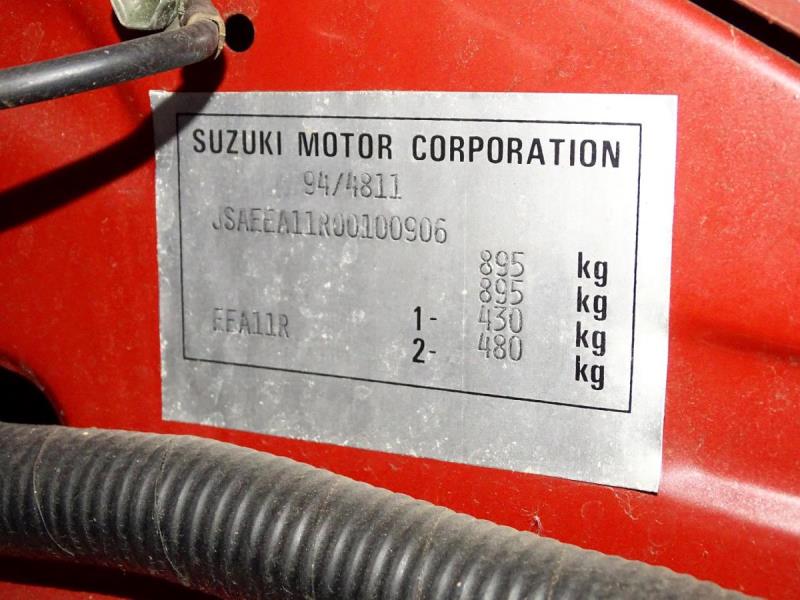 SUZUKI MOTOR CORPORATION
94/4811
JSAEEA11R00100906
895 kg
895 kg
1- 430 kg
EEA11R
2- 480 kg